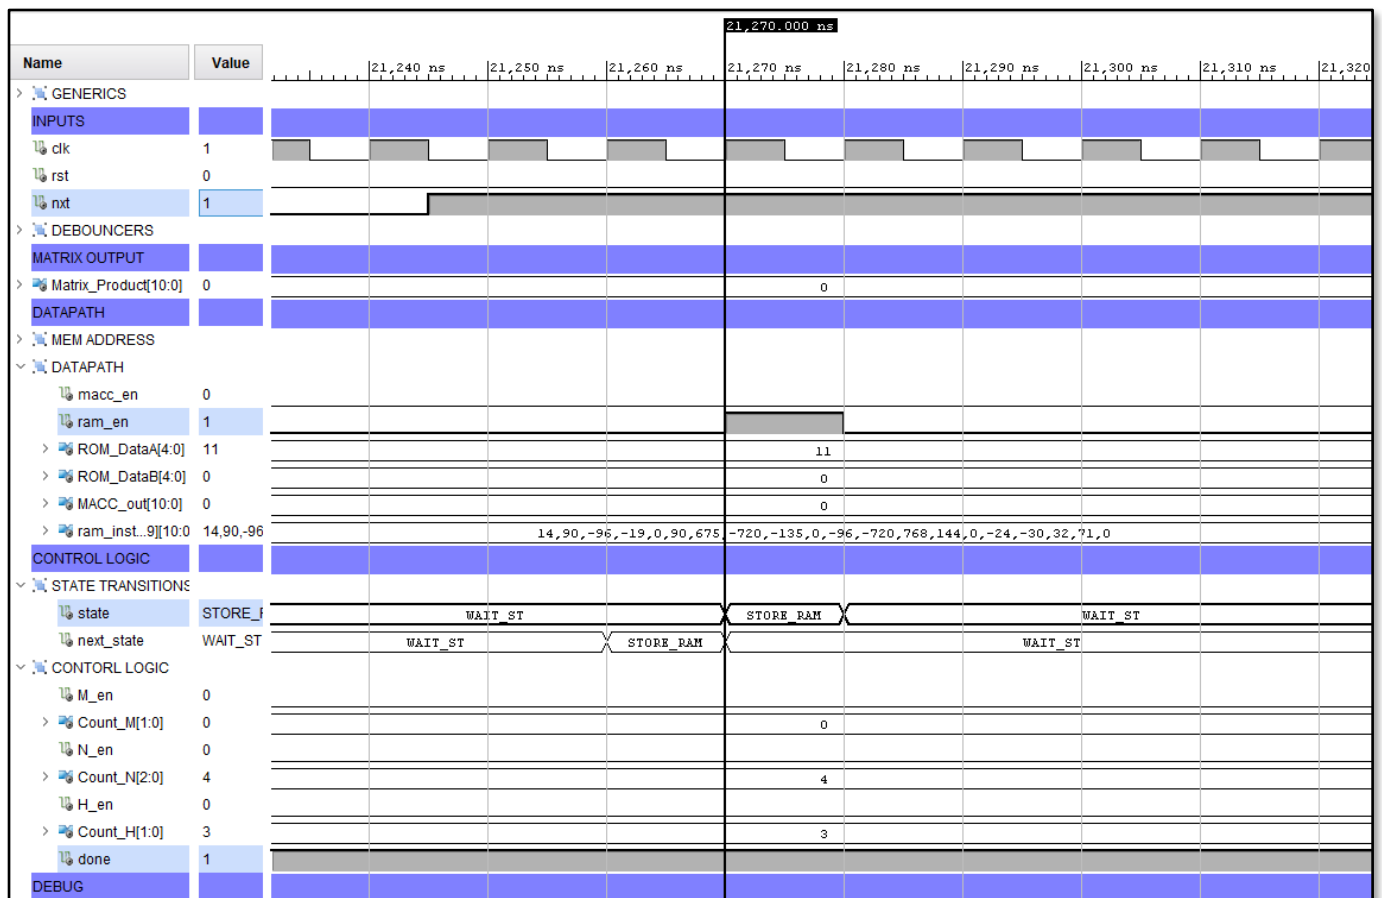 21,270.000 ns
Name Value 21,240 ns 21,250 ns 21,260 ns 21,270 ns 21,280 ns 21,290 ns 21,300 ns 21,310 ns 21,320
GENERICS
INPUTS
clk 1
rst 0
nxt 1
DEBOUNCERS
MATRIX OUTPUT
Matrix_Product[10:0] 0 0
DATAPATH
MEM ADDRESS
DATAPATH
macc_en 0
ram_en 1
ROM_DataA[4:0] 11 11
ROM_DataB[4:0] 0 0
MACC_out[10:0] 0 0
ram_inst...9][10:0 14,90,-96 14,90,-96,-19,0,90,675,-720,-135,0,-96,-720,768,144,0,-24,-30,32,71,0
CONTROL LOGIC
STATE TRANSITIONS
state STORE_R WAIT_ST STORE_RAM WAIT_ST
next_state WAIT_ST WAIT_ST STORE_RAM WAIT_ST
CONTORL LOGIC
M_en 0
Count_M[1:0] 0 0
N_en 0
Count_N[2:0] 4 4
H_en 0
Count_H[1:0] 3 3
done 1
DEBUG